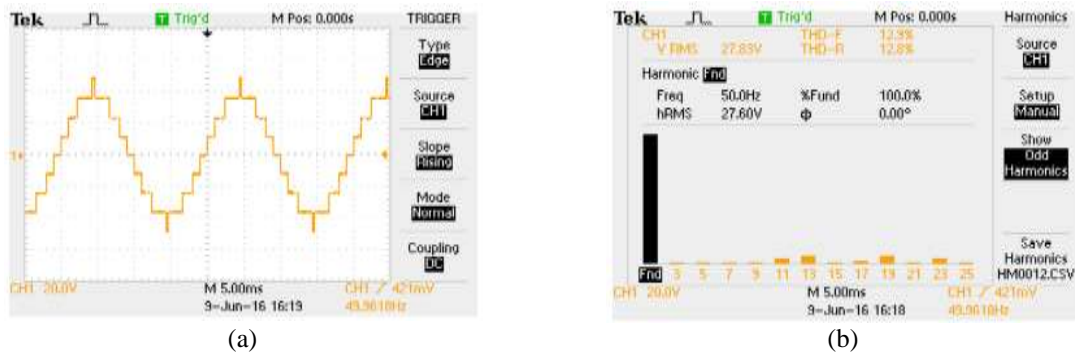 Tek T Trig'd M Pos: 0.000s TRIGGER
Type
Edge
Source
CH1
Slope
Rising
Mode
Normal
Coupling
DC
1
CH1 20.0V M 5.00ms CH1 / 421mV
9-Jun-16 16:19 49.9618Hz
(a)
Tek T Trig'd M Pos: 0.000s Harmonics
CH1 THD-F 12.9%
V RMS 27.83V THD-R 12.8%
Harmonic Fnd
Freq 50.0Hz %Fund 100.0%
hRMS 27.60V ϕ 0.00°
Source
CH1
Setup
Manual
Show
Odd
Harmonics
Save
Harmonics
HM0012.CSV
Fnd 3 5 7 9 11 13 15 17 19 21 23 25
CH1 20.0V M 5.00ms CH1 / 421mV
9-Jun-16 16:18 49.9618Hz
(b)